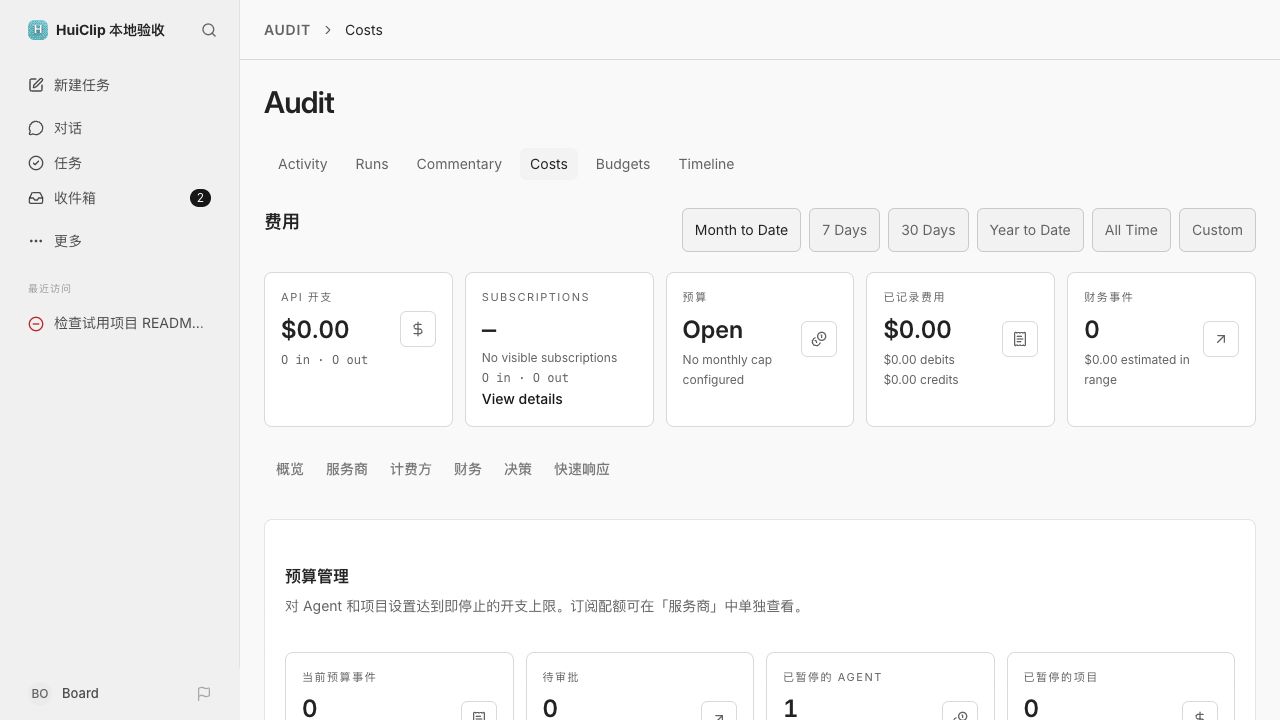 H HuiClip 本地验收
新建任务
对话
任务
收件箱 2
更多
最近访问
检查试用项目 READM...
BO Board
AUDIT > Costs
Audit
Activity Runs Commentary Costs Budgets Timeline
费用
Month to Date 7 Days 30 Days Year to Date All Time Custom
API 开支
$0.00
0 in · 0 out
SUBSCRIPTIONS
–
No visible subscriptions
0 in · 0 out
View details
预算
Open
No monthly cap
configured
已记录费用
$0.00
$0.00 debits
$0.00 credits
财务事件
0
$0.00 estimated in
range
概览 服务商 计费方 财务 决策 快速响应
预算管理
对 Agent 和项目设置达到即停止的开支上限。订阅配额可在「服务商」中单独查看。
当前预算事件
0
待审批
0
已暂停的 AGENT
1
已暂停的项目
0